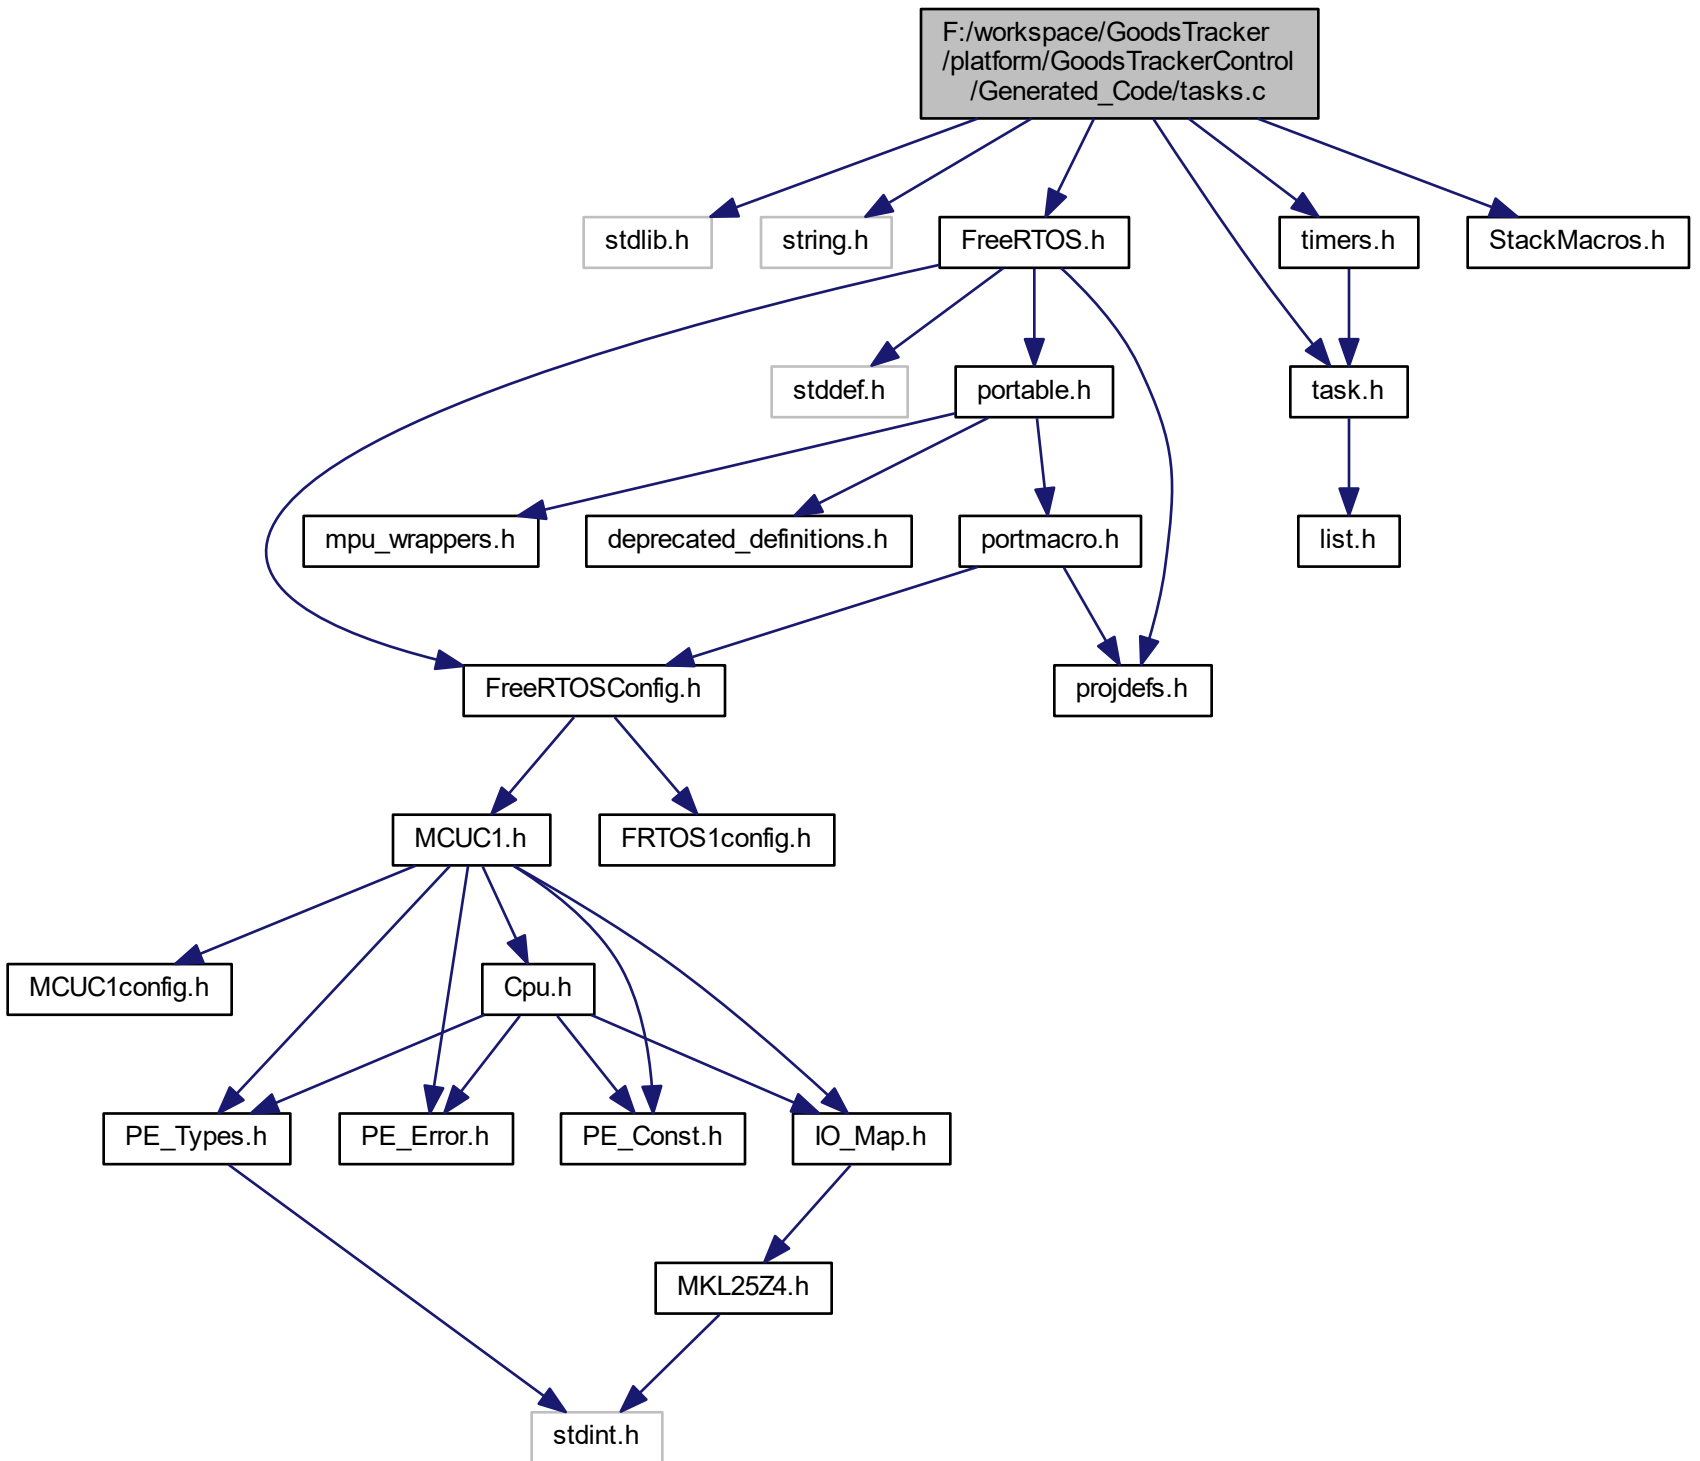 F:/workspace/GoodsTracker
/platform/GoodsTrackerControl
/Generated_Code/tasks.c
stdlib.h
string.h
FreeRTOS.h
timers.h
StackMacros.h
stddef.h
portable.h
task.h
mpu_wrappers.h
deprecated_definitions.h
portmacro.h
list.h
FreeRTOSConfig.h
projdefs.h
MCUC1.h
FRTOS1config.h
MCUC1config.h
Cpu.h
PE_Types.h
PE_Error.h
PE_Const.h
IO_Map.h
MKL25Z4.h
stdint.h